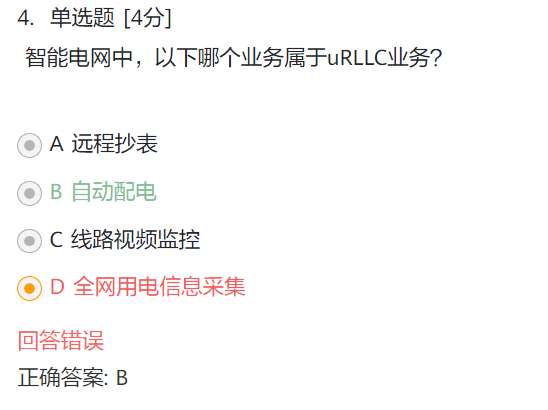 4. 单选题 [4分]
智能电网中，以下哪个业务属于uRLLC业务?
A 远程抄表
B 自动配电
C 线路视频监控
D 全网用电信息采集
回答错误
正确答案: B